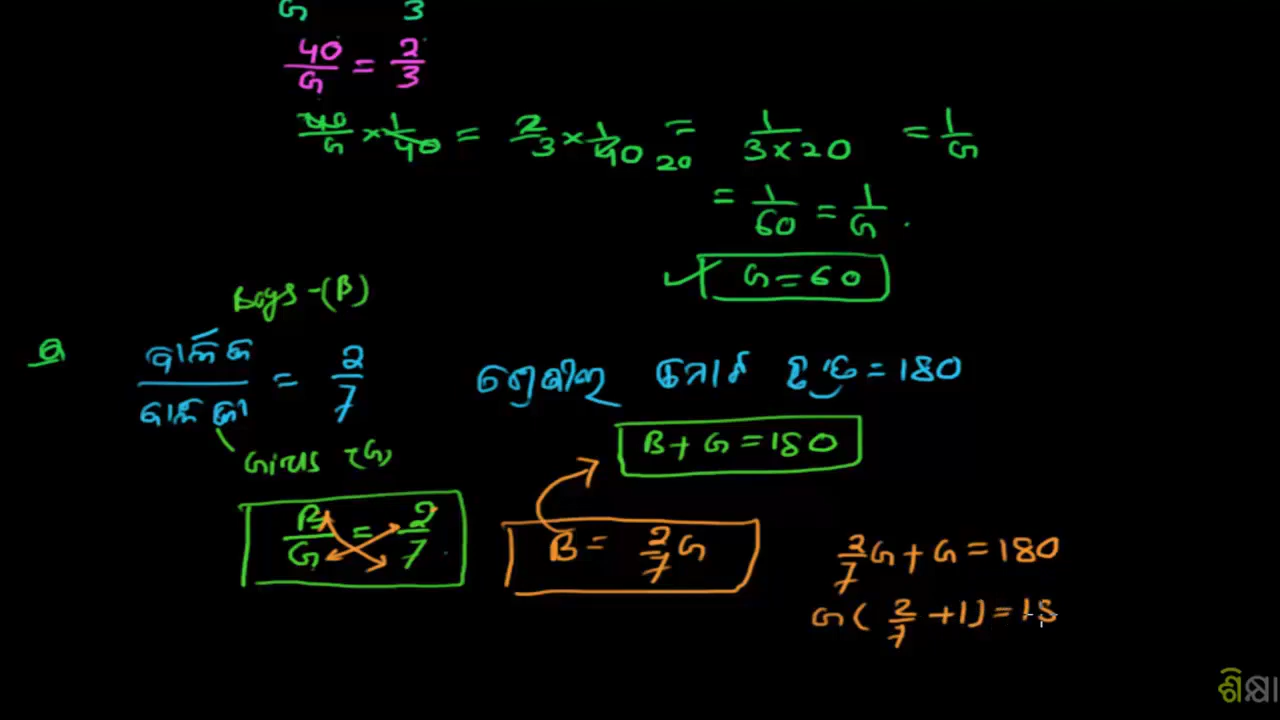 G 3
40/G = 2/3
40/G × 1/40 = 2/3 × 1/40 20 = 1/(3×20) = 1/G
= 1/60 = 1/G .
✓ G = 60
Boys -(B)
Q ବାଳକ/ବାଳିକା = 2/7 ଶ୍ରେଣୀର ମୋଟ ଛାତ୍ର = 180
B + G = 180
Girls -(G)
B/G = 2/7 B = 2/7 G
2/7 G + G = 180
G ( 2/7 + 1) = 18
ଶିକ୍ଷା